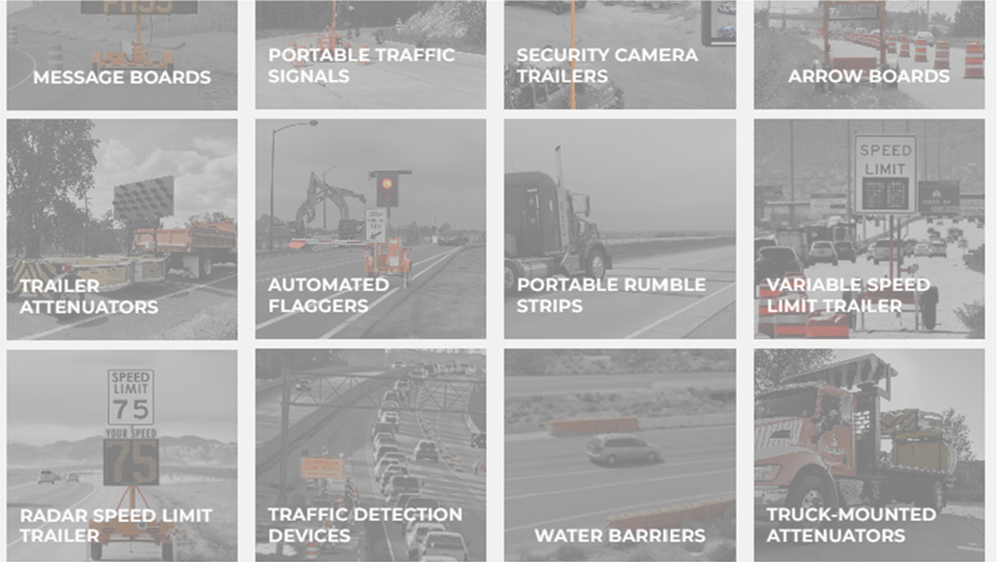 PASS
MESSAGE BOARDS
PORTABLE TRAFFIC
SIGNALS
SECURITY CAMERA
TRAILERS
ARROW BOARDS
TRAILER
ATTENUATORS
AUTOMATED
FLAGGERS
PORTABLE RUMBLE
STRIPS
SPEED
LIMIT
VARIABLE SPEED
LIMIT TRAILER
SPEED
LIMIT
75
YOUR SPEED
75
RADAR SPEED LIMIT
TRAILER
TRAFFIC DETECTION
DEVICES
WATER BARRIERS
TRUCK-MOUNTED
ATTENUATORS